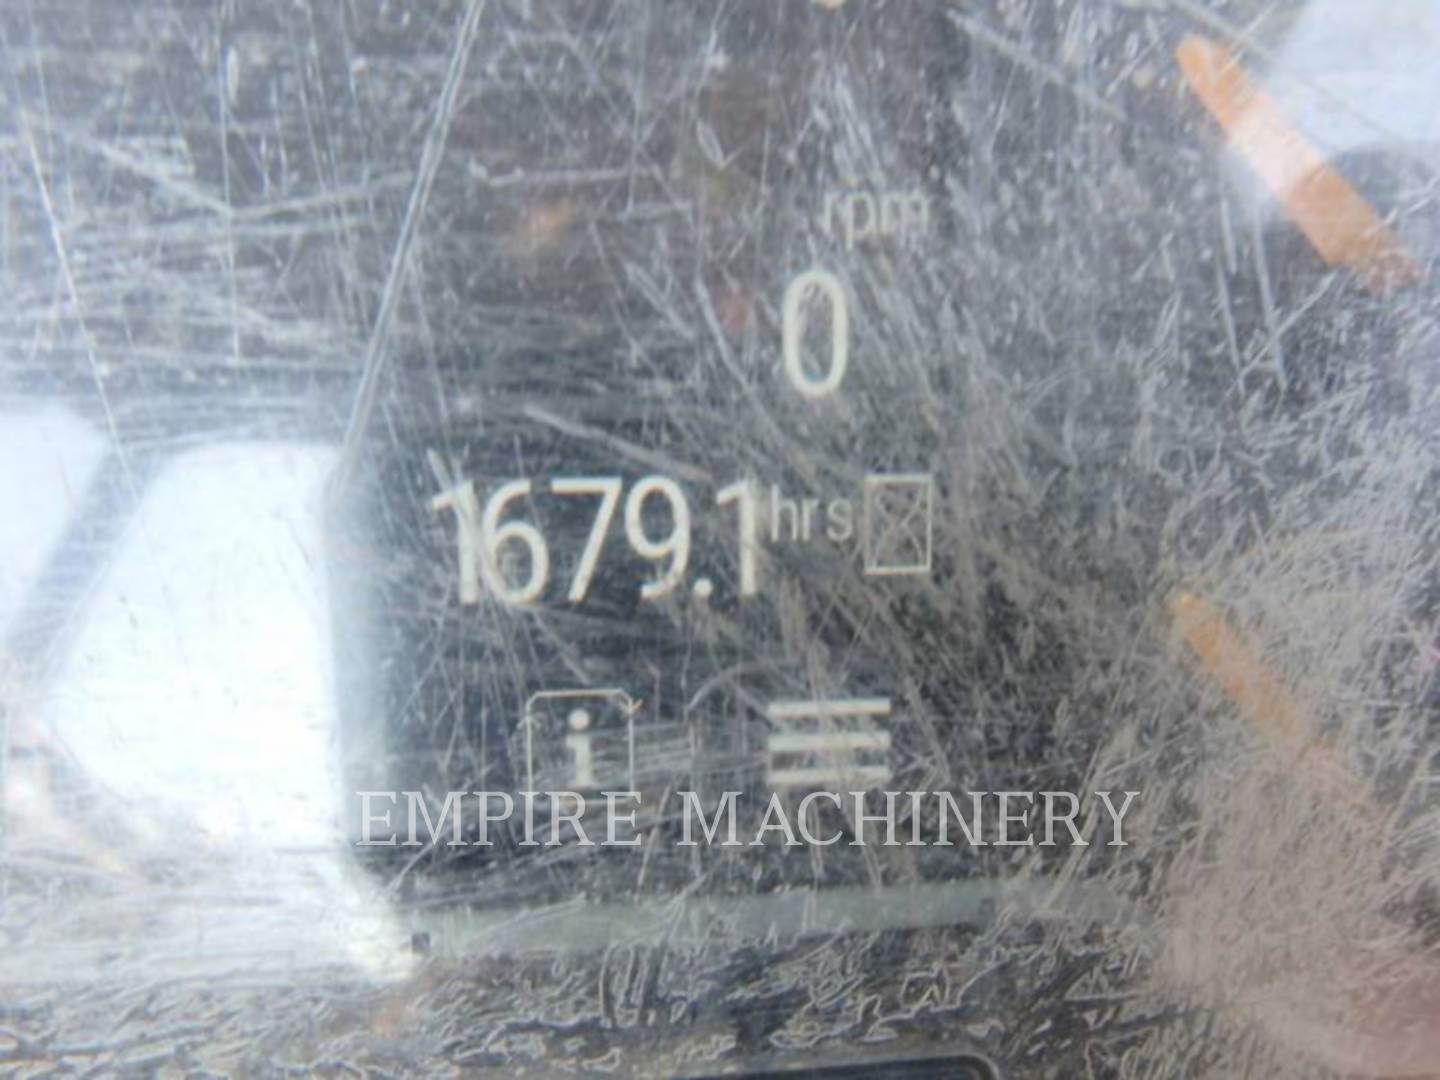 rpm
0
1679.1 hrs
i
EMPIRE MACHINERY